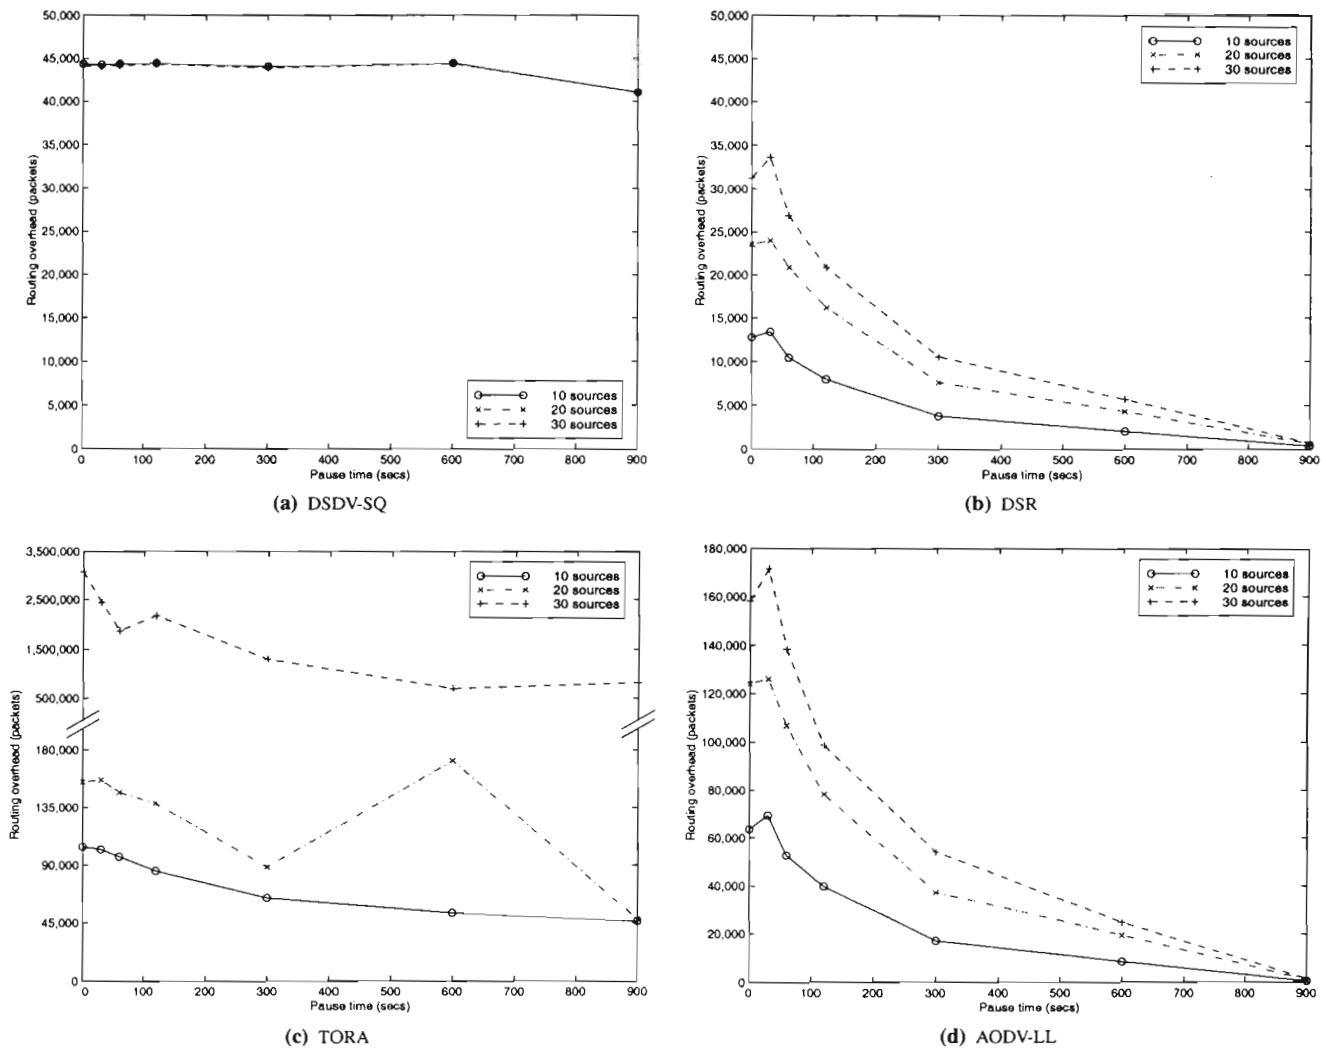 50,000
45,000
40,000
35,000
30,000
25,000
20,000
15,000
10,000
5,000
0
Routing overhead (packets)
10 sources
20 sources
30 sources
0 100 200 300 400 500 600 700 800 900
Pause time (secs)
(a) DSDV-SQ
50,000
45,000
40,000
35,000
30,000
25,000
20,000
15,000
10,000
5,000
0
Routing overhead (packets)
10 sources
20 sources
30 sources
0 100 200 300 400 500 600 700 800 900
Pause time (secs)
(b) DSR
3,500,000
2,500,000
1,500,000
500,000
180,000
135,000
90,000
45,000
0
Routing overhead (packets)
10 sources
20 sources
30 sources
0 100 200 300 400 500 600 700 800 900
Pause time (secs)
(c) TORA
180,000
160,000
140,000
120,000
100,000
80,000
60,000
40,000
20,000
0
Routing overhead (packets)
10 sources
20 sources
30 sources
0 100 200 300 400 500 600 700 800 900
Pause time (secs)
(d) AODV-LL